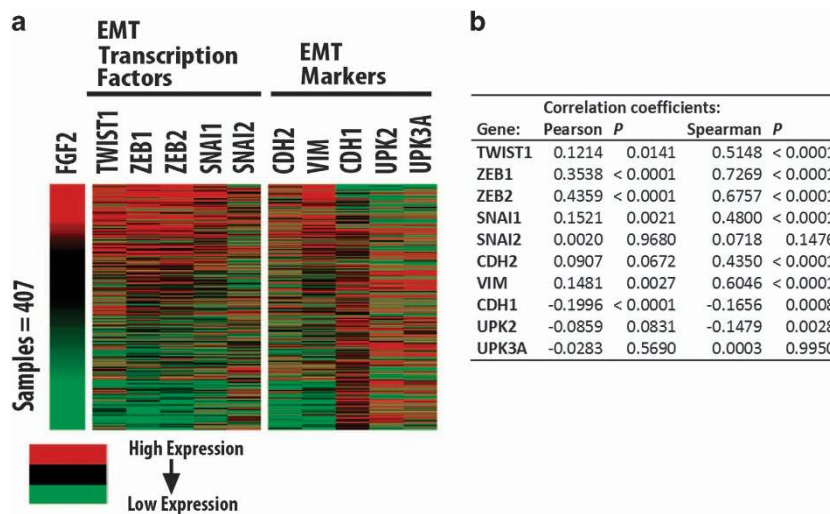 a
EMT
Transcription
Factors
EMT
Markers
FGF2
TWIST1
ZEB1
ZEB2
SNAI1
SNAI2
CDH2
VIM
CDH1
UPK2
UPK3A
Samples = 407
High Expression
Low Expression
b
Correlation coefficients:
Gene: Pearson P Spearman P
TWIST1 0.1214 0.0141 0.5148 < 0.0001
ZEB1 0.3538 < 0.0001 0.7269 < 0.0001
ZEB2 0.4359 < 0.0001 0.6757 < 0.0001
SNAI1 0.1521 0.0021 0.4800 < 0.0001
SNAI2 0.0020 0.9680 0.0718 0.1476
CDH2 0.0907 0.0672 0.4350 < 0.0001
VIM 0.1481 0.0027 0.6046 < 0.0001
CDH1 -0.1996 < 0.0001 -0.1656 0.0008
UPK2 -0.0859 0.0831 -0.1479 0.0028
UPK3A -0.0283 0.5690 0.0003 0.9950